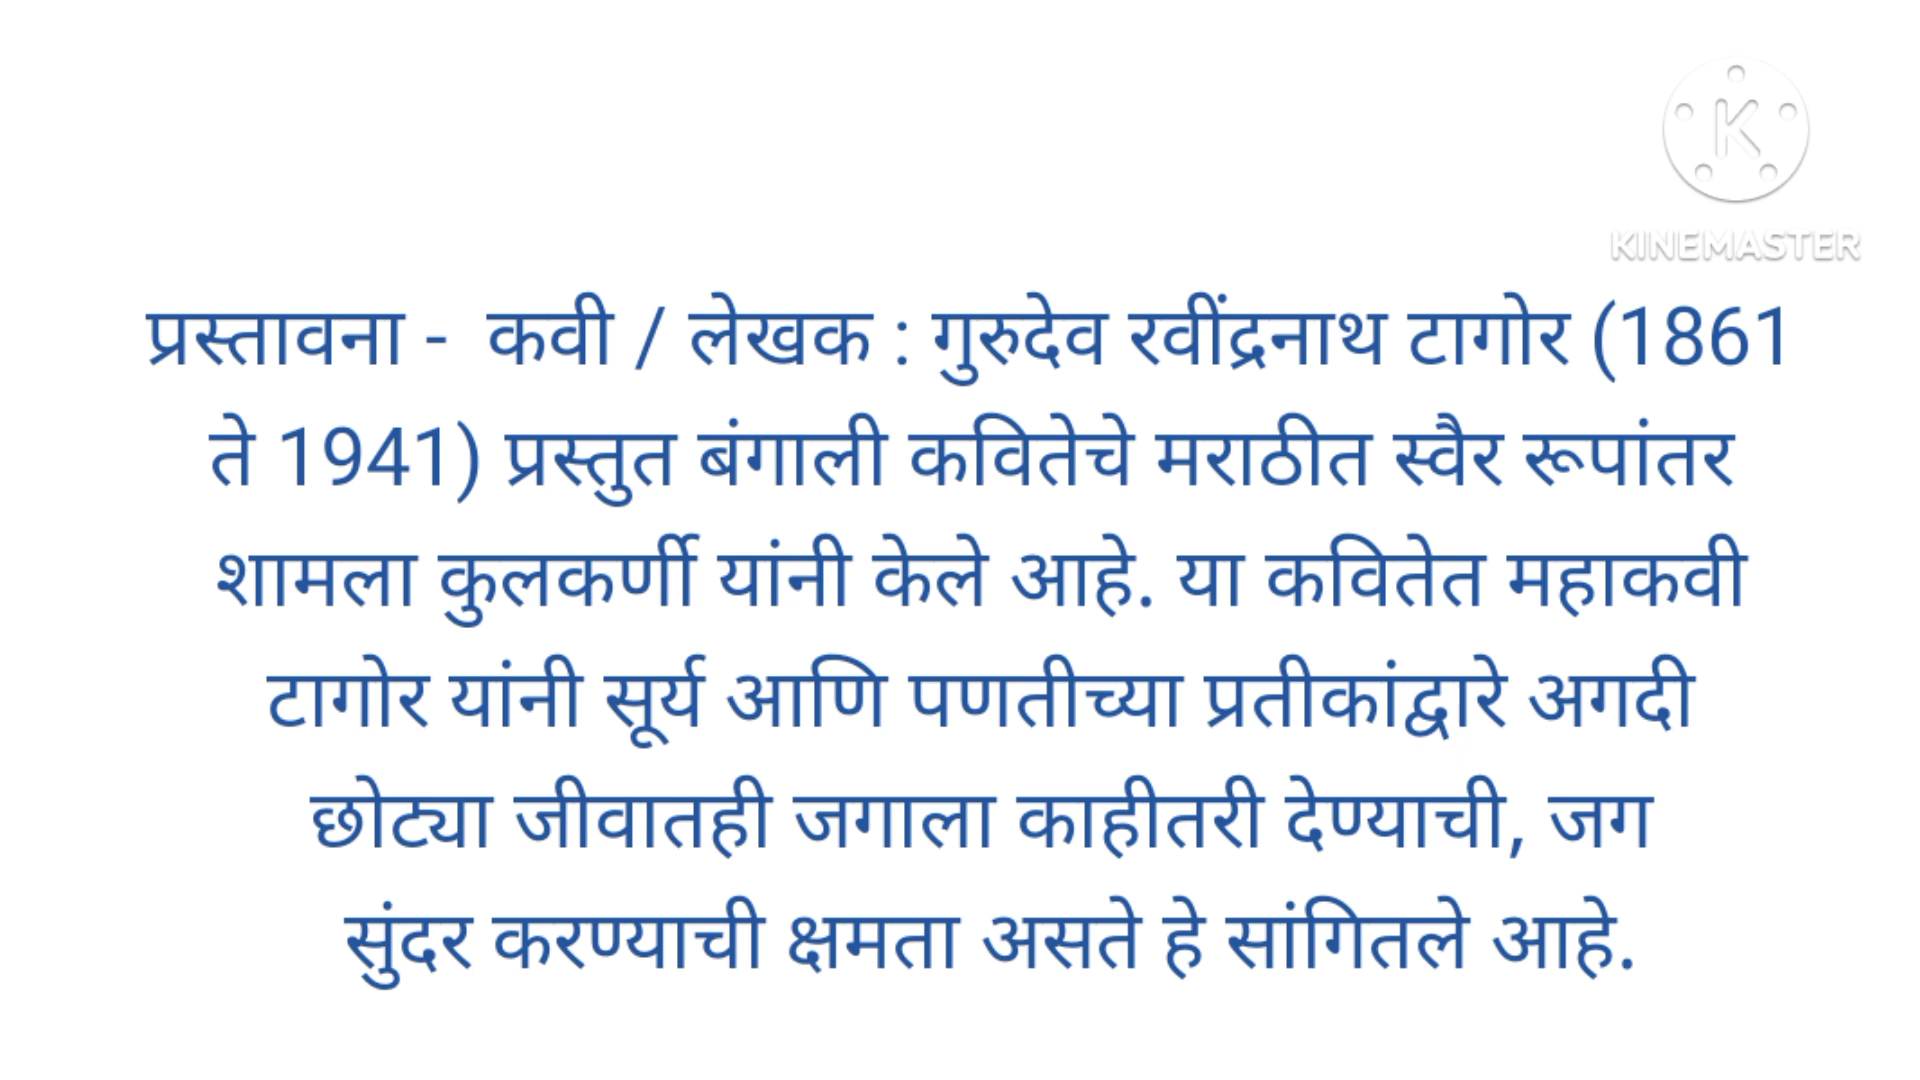 K
KINEMASTER
प्रस्तावना - कवी / लेखक : गुरुदेव रवींद्रनाथ टागोर (1861
ते 1941) प्रस्तुत बंगाली कवितेचे मराठीत स्वैर रूपांतर
शामला कुलकर्णी यांनी केले आहे. या कवितेत महाकवी
टागोर यांनी सूर्य आणि पणतीच्या प्रतीकांद्वारे अगदी
छोट्या जीवातही जगाला काहीतरी देण्याची, जग
सुंदर करण्याची क्षमता असते हे सांगितले आहे.